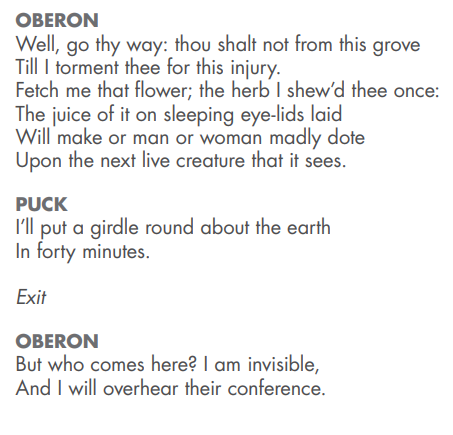 OBERON
Well, go thy way: thou shalt not from this grove
Till I torment thee for this injury.
Fetch me that flower; the herb I shew’d thee once:
The juice of it on sleeping eye-lids laid
Will make or man or woman madly dote
Upon the next live creature that it sees.
PUCK
I’ll put a girdle round about the earth
In forty minutes.
Exit
OBERON
But who comes here? I am invisible,
And I will overhear their conference.